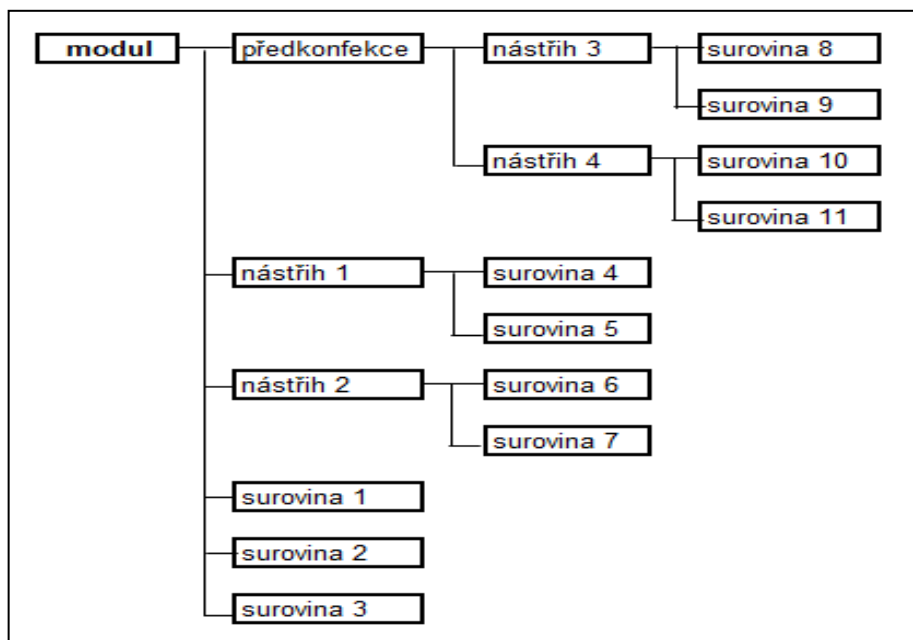 modul
předkonfekce
nástřih 3
surovina 8
surovina 9
nástřih 4
surovina 10
surovina 11
nástřih 1
surovina 4
surovina 5
nástřih 2
surovina 6
surovina 7
surovina 1
surovina 2
surovina 3